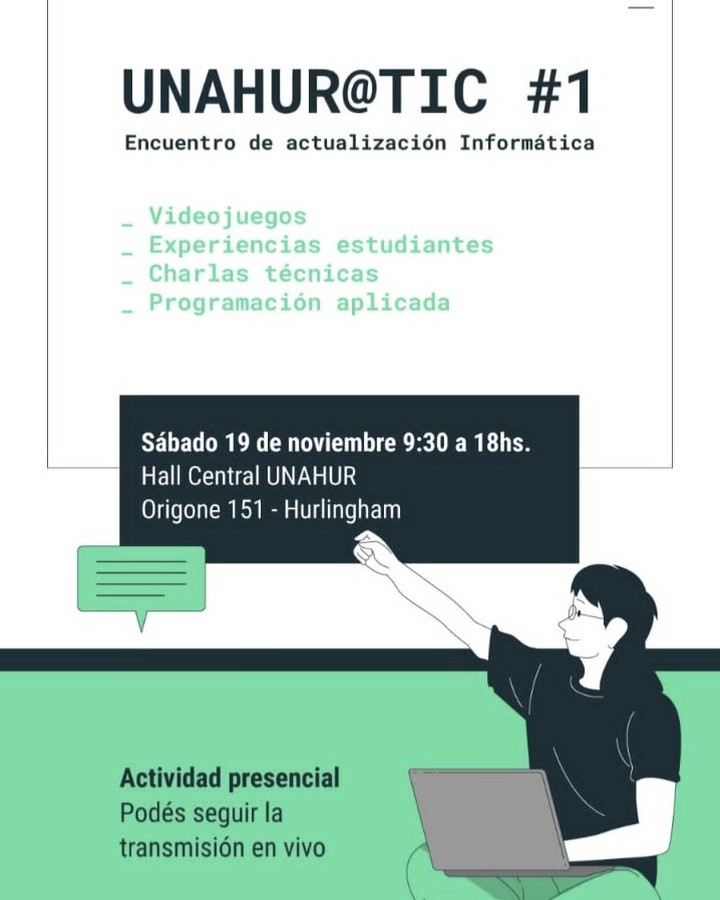 UNAHUR@TIC #1
Encuentro de actualización Informática
_ Videojuegos
_ Experiencias estudiantes
_ Charlas técnicas
_ Programación aplicada
Sábado 19 de noviembre 9:30 a 18hs.
Hall Central UNAHUR
Origone 151 - Hurlingham
Actividad presencial
Podés seguir la
transmisión en vivo